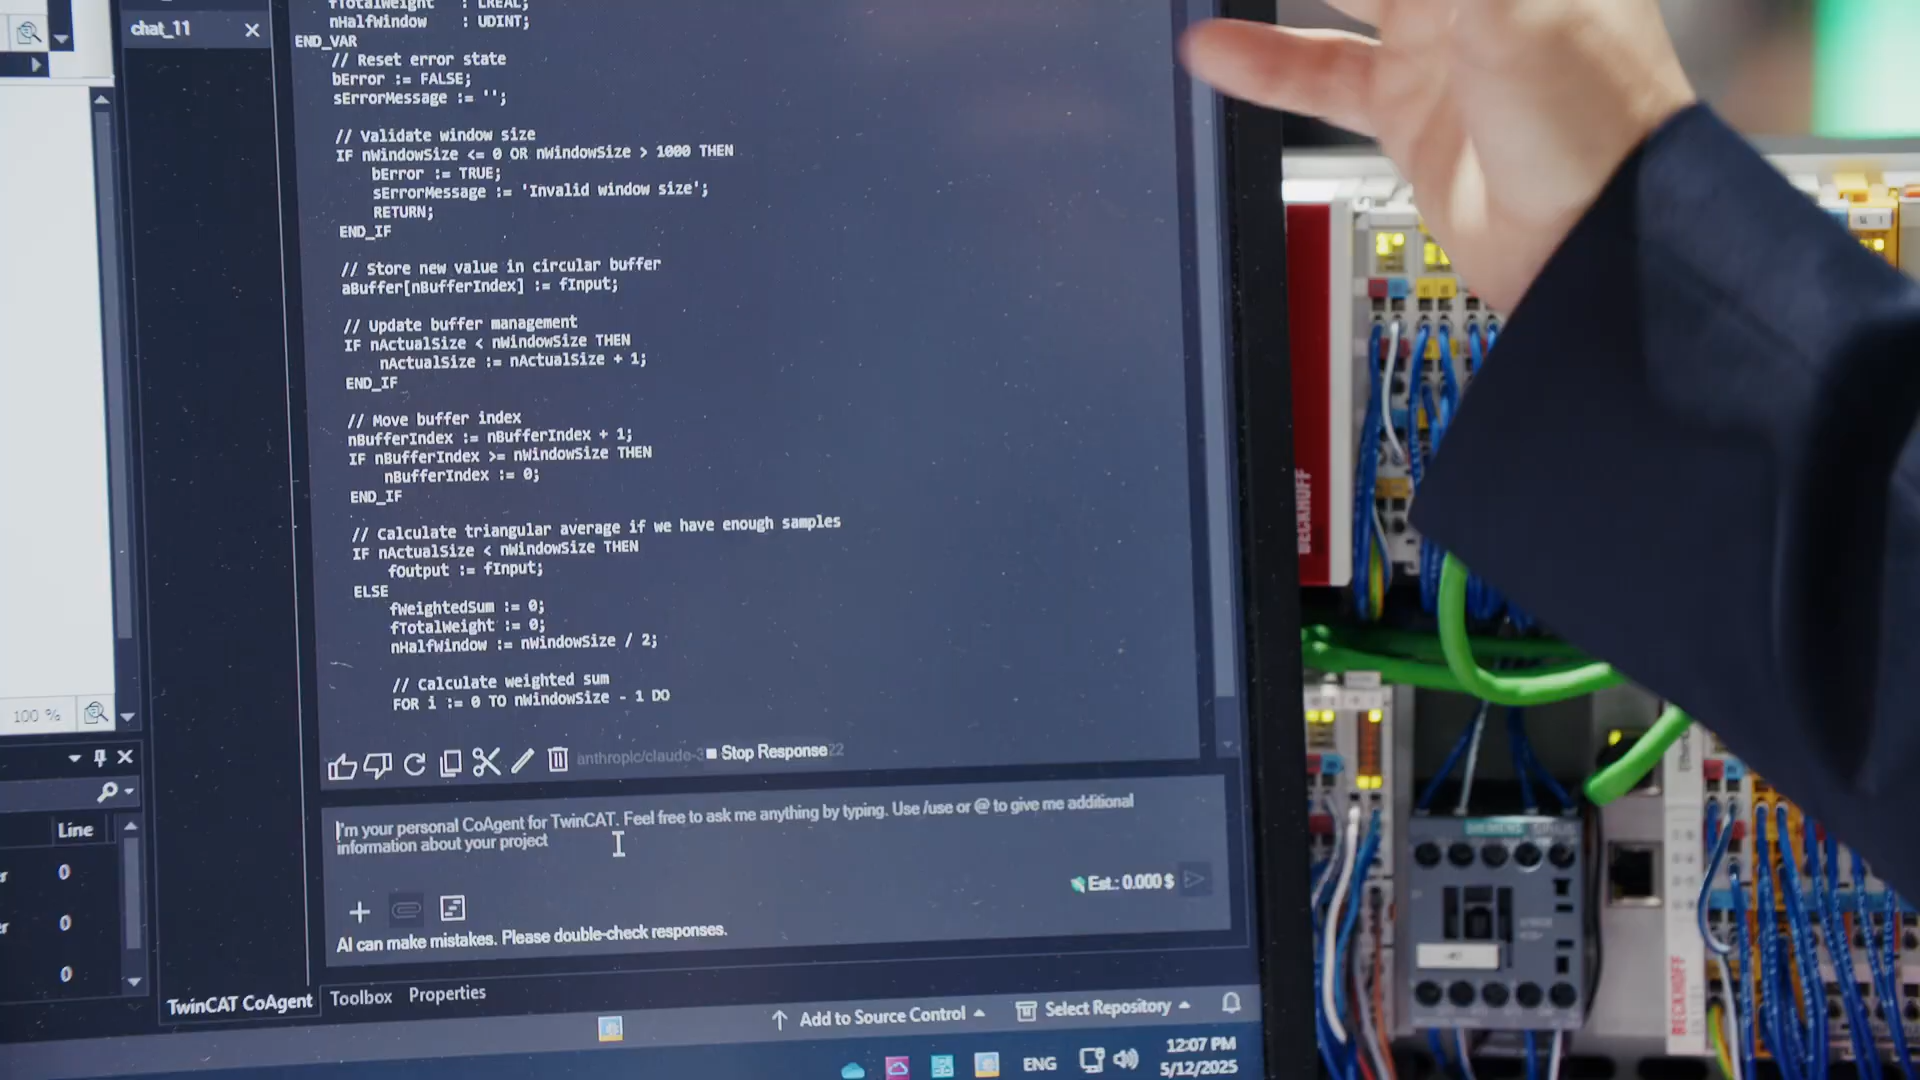 chat_11
fTotalWeight : LREAL;
nHalfWindow : UDINT;
END_VAR
// Reset error state
bError := FALSE;
sErrorMessage := '';
// Validate window size
IF nWindowSize <= 0 OR nWindowSize > 1000 THEN
bError := TRUE;
sErrorMessage := 'Invalid window size';
RETURN;
END_IF
// Store new value in circular buffer
aBuffer[nBufferIndex] := fInput;
// Update buffer management
IF nActualSize < nWindowSize THEN
nActualSize := nActualSize + 1;
END_IF
// Move buffer index
nBufferIndex := nBufferIndex + 1;
IF nBufferIndex >= nWindowSize THEN
nBufferIndex := 0;
END_IF
// Calculate triangular average if we have enough samples
IF nActualSize < nWindowSize THEN
fOutput := fInput;
ELSE
fWeightedSum := 0;
fTotalWeight := 0;
nHalfWindow := nWindowSize / 2;
// Calculate weighted sum
FOR i := 0 TO nWindowSize - 1 DO
100 %
anthropic/claude-3 Stop Response 22
I'm your personal CoAgent for TwinCAT. Feel free to ask me anything by typing. Use /use or @ to give me additional
information about your project
Line
0
0
0
Est.: 0.000 $
AI can make mistakes. Please double-check responses.
TwinCAT CoAgent Toolbox Properties
Add to Source Control Select Repository
ENG
12:07 PM
5/12/2025
BECKHOFF
SIEMENS
BECKHOFF